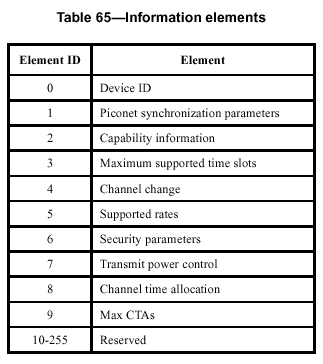 Table 65—Information elements
Element ID Element
0 Device ID
1 Piconet synchronization parameters
2 Capability information
3 Maximum supported time slots
4 Channel change
5 Supported rates
6 Security parameters
7 Transmit power control
8 Channel time allocation
9 Max CTAs
10-255 Reserved